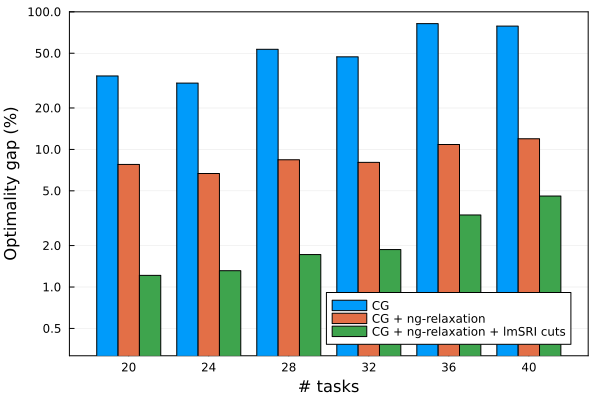 Optimality gap (%)
100.0
50.0
20.0
10.0
5.0
2.0
1.0
0.5
CG
CG + ng-relaxation
CG + ng-relaxation + lmSRI cuts
20 24 28 32 36 40
# tasks